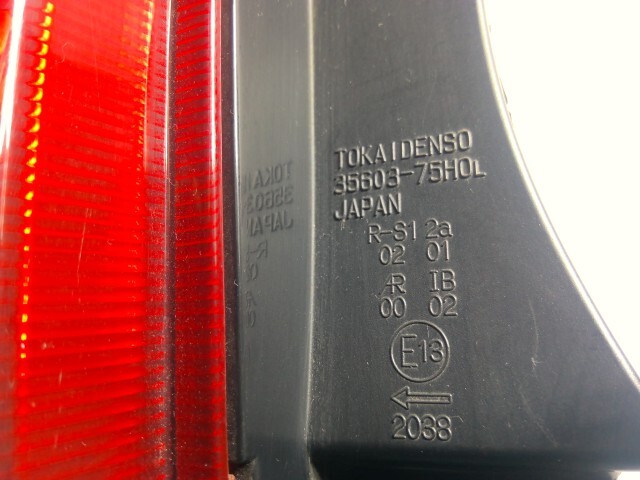 TOKAIDENSO
35603-75H0L
JAPAN
R-S1 2a
02 01
AR IB
00 02
E13
←
2038